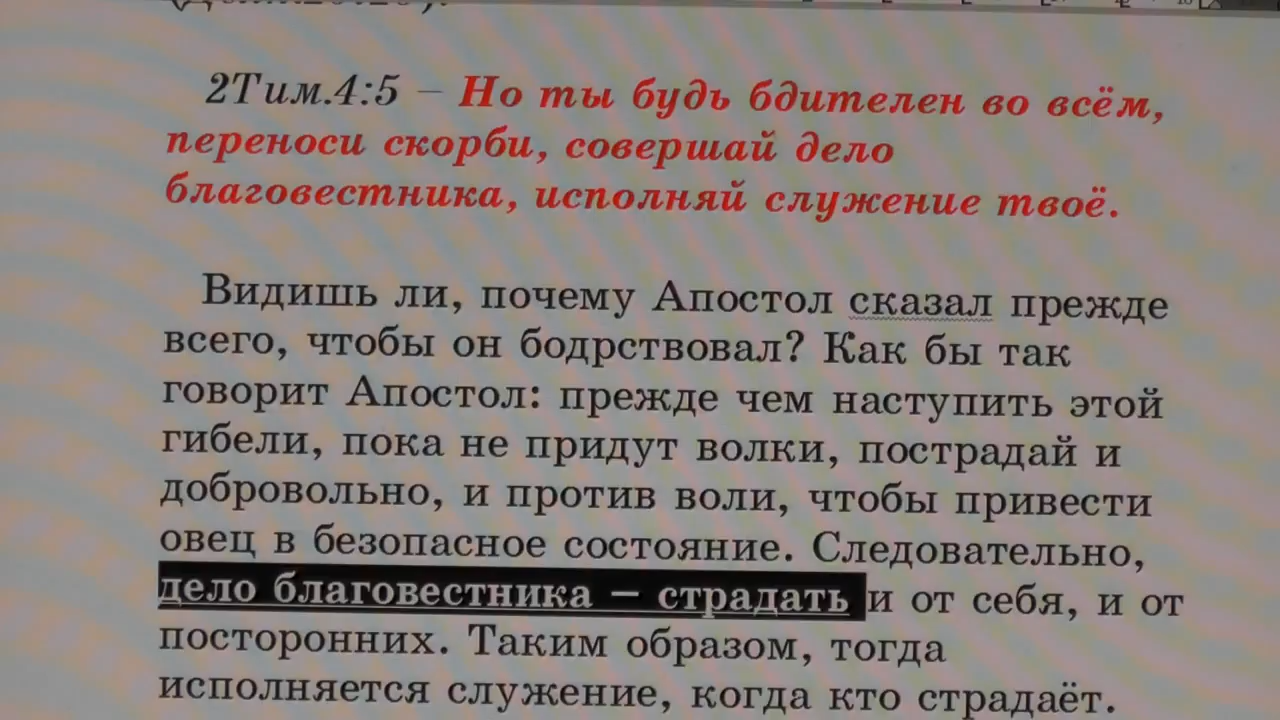 2Тим.4:5 – Но ты будь бдителен во всём,
переноси скорби, совершай дело
благовестника, исполняй служение твоё.
Видишь ли, почему Апостол сказал прежде
всего, чтобы он бодрствовал? Как бы так
говорит Апостол: прежде чем наступить этой
гибели, пока не придут волки, пострадай и
добровольно, и против воли, чтобы привести
овец в безопасное состояние. Следовательно,
дело благовестника – страдать и от себя, и от
посторонних. Таким образом, тогда
исполняется служение, когда кто страдаёт.